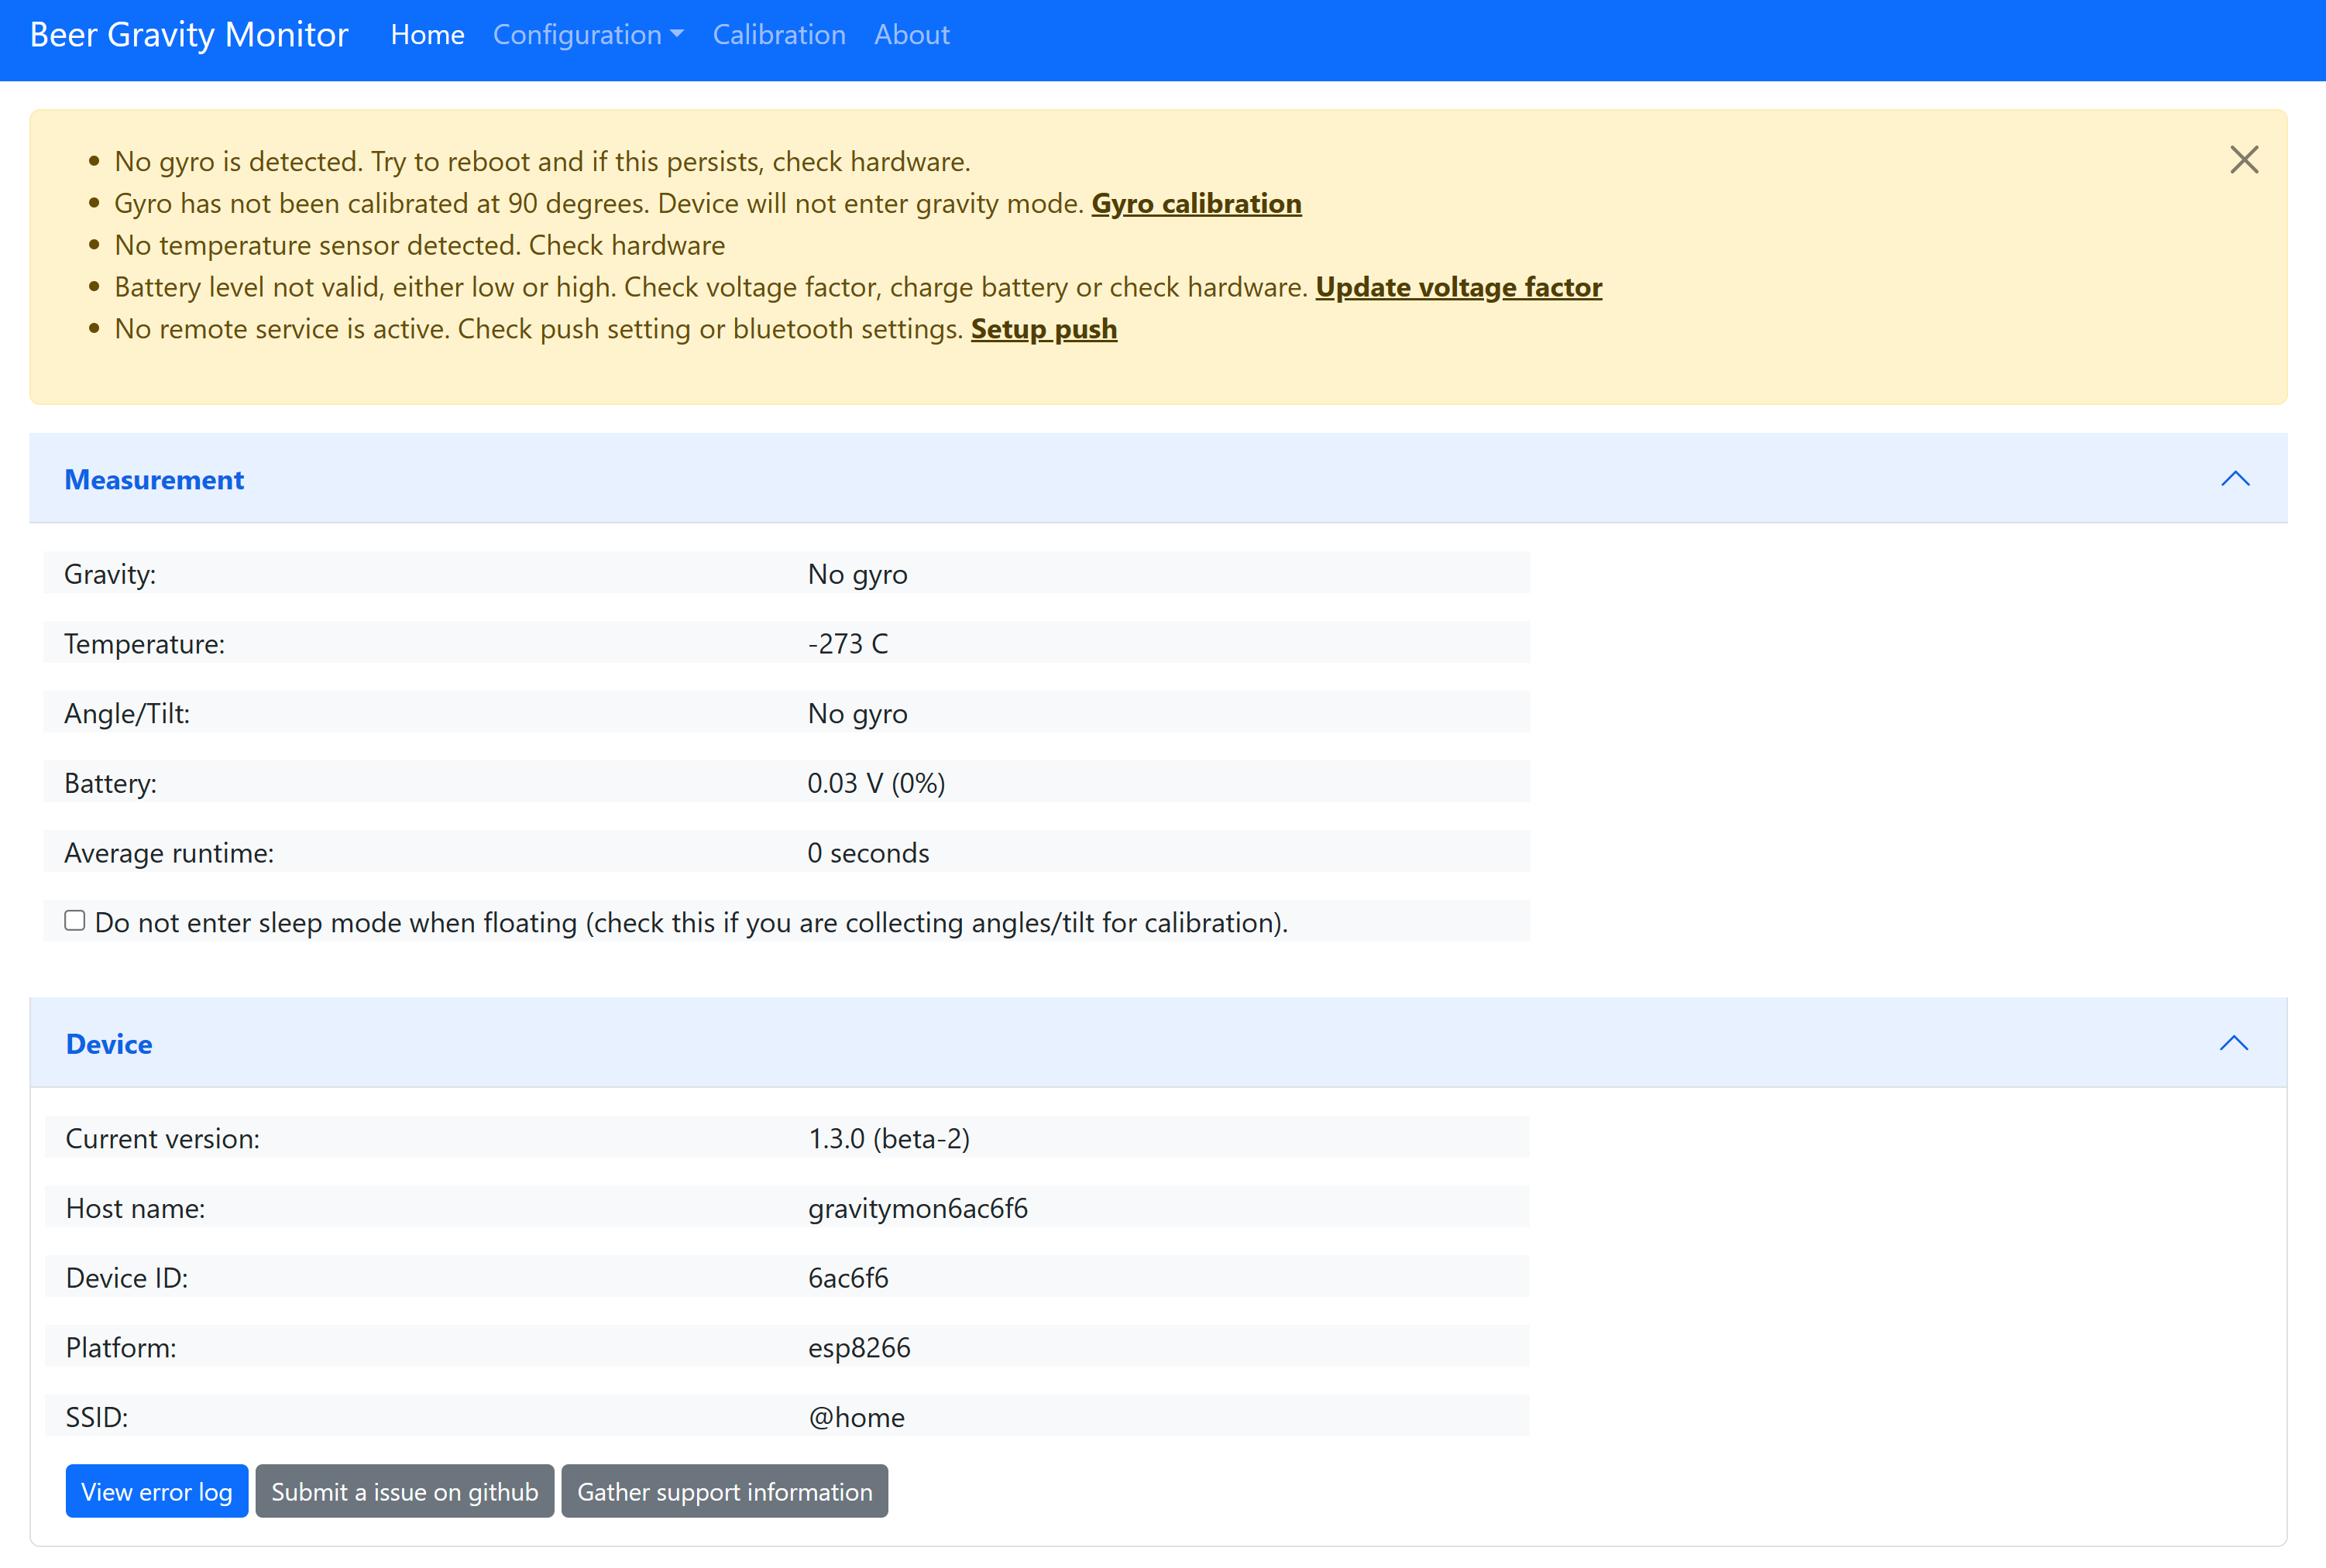 Beer Gravity Monitor Home Configuration Calibration About
No gyro is detected. Try to reboot and if this persists, check hardware.
Gyro has not been calibrated at 90 degrees. Device will not enter gravity mode. Gyro calibration
No temperature sensor detected. Check hardware
Battery level not valid, either low or high. Check voltage factor, charge battery or check hardware. Update voltage factor
No remote service is active. Check push setting or bluetooth settings. Setup push
Measurement
Gravity: No gyro
Temperature: -273 C
Angle/Tilt: No gyro
Battery: 0.03 V (0%)
Average runtime: 0 seconds
Do not enter sleep mode when floating (check this if you are collecting angles/tilt for calibration).
Device
Current version: 1.3.0 (beta-2)
Host name: gravitymon6ac6f6
Device ID: 6ac6f6
Platform: esp8266
SSID: @home
View error log Submit a issue on github Gather support information